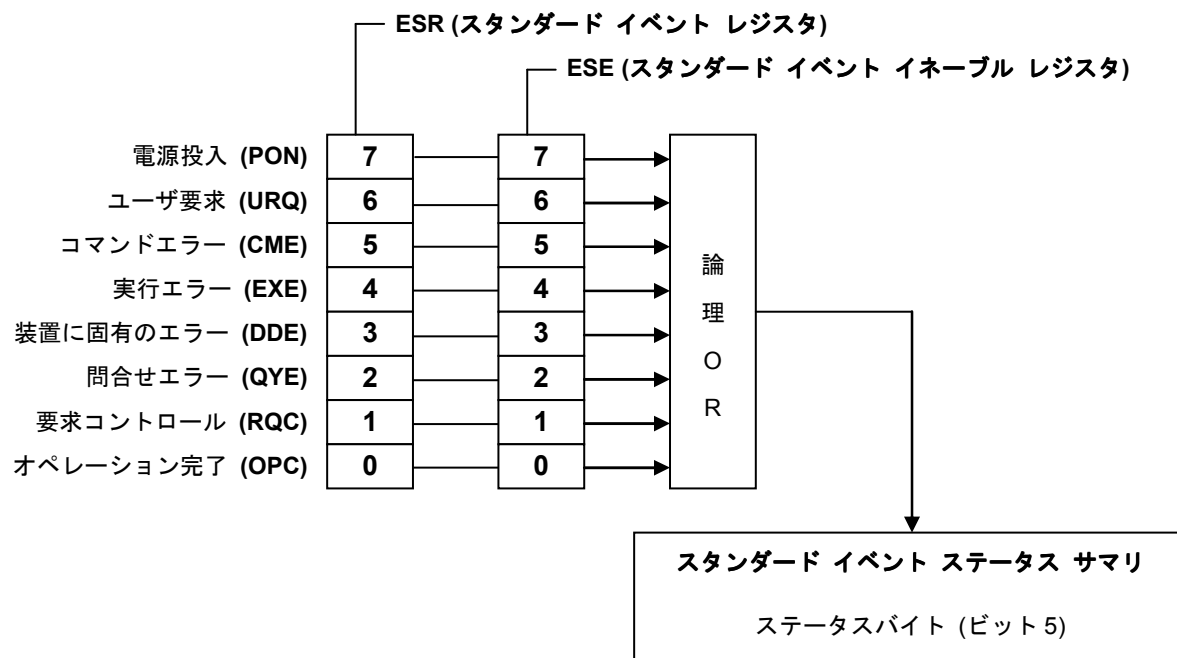 ESR (スタンダード イベント レジスタ)
ESE (スタンダード イベント イネーブル レジスタ)
電源投入 (PON) 7 7
ユーザ要求 (URQ) 6 6
コマンドエラー (CME) 5 5
実行エラー (EXE) 4 4
装置に固有のエラー (DDE) 3 3
問合せエラー (QYE) 2 2
要求コントロール (RQC) 1 1
オペレーション完了 (OPC) 0 0
論
理
O
R
スタンダード イベント ステータス サマリ
ステータスバイト (ビット 5)